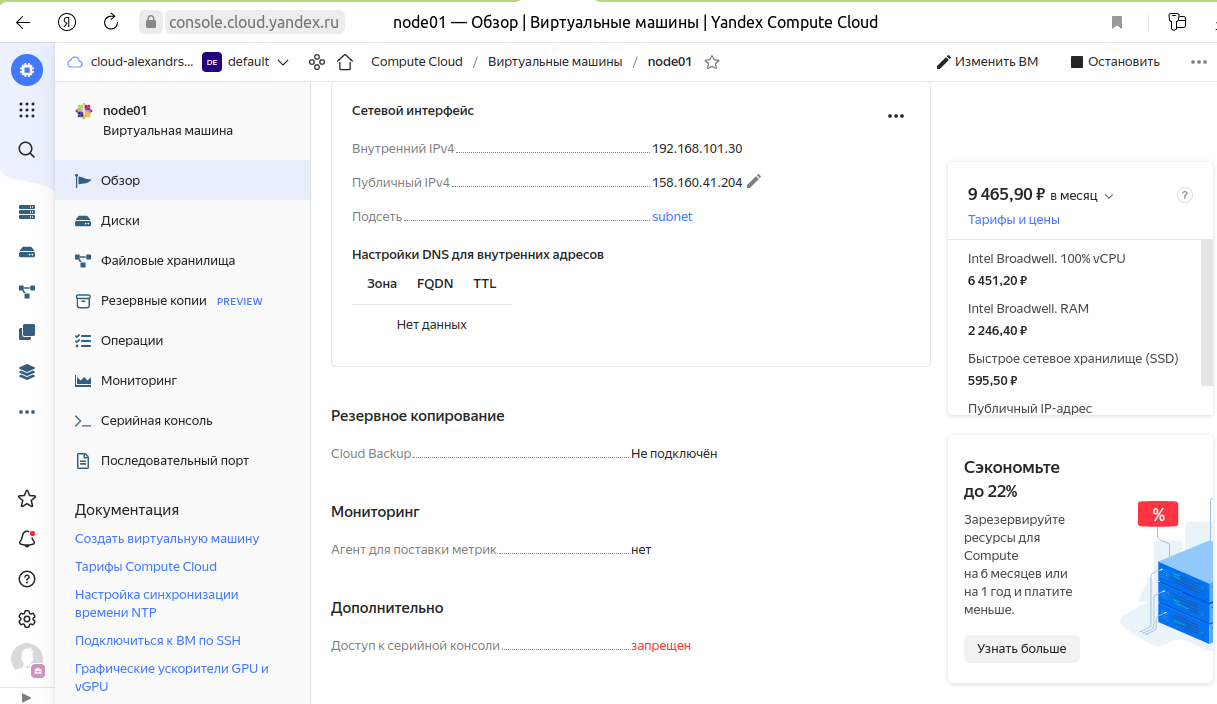 console.cloud.yandex.ru
node01 — Обзор | Виртуальные машины | Yandex Compute Cloud
cloud-alexandrs...
DE
default
Compute Cloud / Виртуальные машины / node01
Изменить ВМ
Остановить
node01
Виртуальная машина
Обзор
Диски
Файловые хранилища
Резервные копии PREVIEW
Операции
Мониторинг
Серийная консоль
Последовательный порт
Документация
Создать виртуальную машину
Тарифы Compute Cloud
Настройка синхронизации
времени NTP
Подключиться к ВМ по SSH
Графические ускорители GPU и
vGPU
Сетевой интерфейс
Внутренний IPv4 192.168.101.30
Публичный IPv4 158.160.41.204
Подсеть subnet
Настройки DNS для внутренних адресов
Зона FQDN TTL
Нет данных
Резервное копирование
Cloud Backup Не подключён
Мониторинг
Агент для поставки метрик нет
Дополнительно
Доступ к серийной консоли запрещен
9 465,90 ₽ в месяц
?
Тарифы и цены
Intel Broadwell. 100% vCPU
6 451,20 ₽
Intel Broadwell. RAM
2 246,40 ₽
Быстрое сетевое хранилище (SSD)
595,50 ₽
Публичный IP-адрес
Сэкономьте
до 22%
Зарезервируйте
ресурсы для
Compute
на 6 месяцев или
на 1 год и платите
меньше.
%
Узнать больше